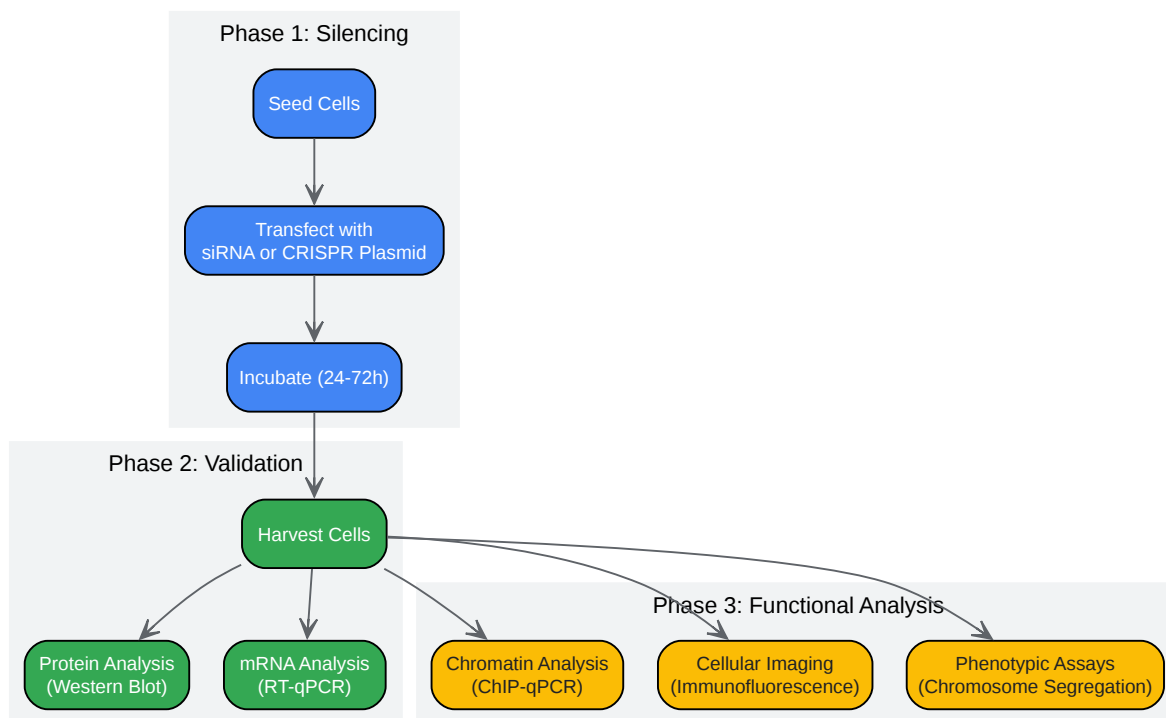 Phase 1: Silencing
Seed Cells
Transfect with
siRNA or CRISPR Plasmid
Incubate (24-72h)
Phase 2: Validation
Harvest Cells
Protein Analysis
(Western Blot)
mRNA Analysis
(RT-qPCR)
Phase 3: Functional Analysis
Chromatin Analysis
(ChIP-qPCR)
Cellular Imaging
(Immunofluorescence)
Phenotypic Assays
(Chromosome Segregation)